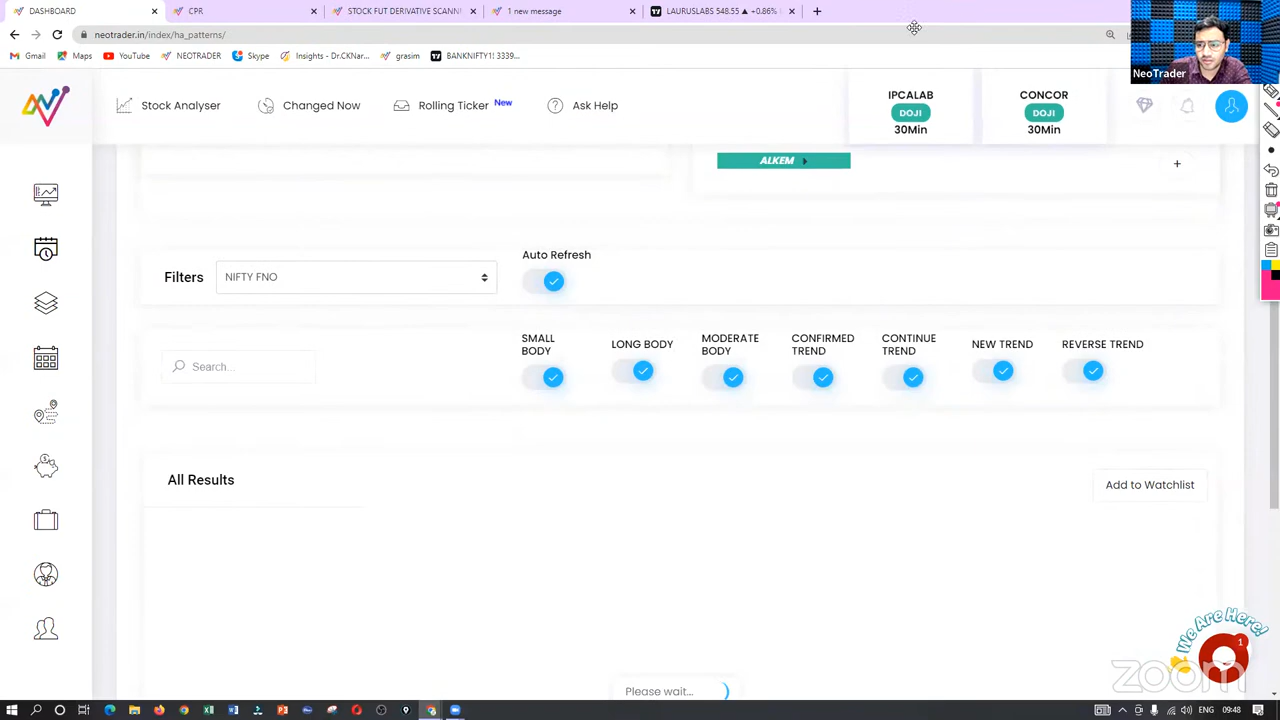 DASHBOARD
CPR
STOCK FUT DERIVATIVE SCANN
1 new message
LAURUSLABS 548.55 ▲ +0.86%
neotrader.in/index/ha_patterns/
Gmail
Maps
YouTube
NEOTRADER
Skype
Insights - Dr.CKNar...
grasim
BANKNIFTY1! 3399...
NeoTrader
Stock Analyser
Changed Now
Rolling Ticker New
Ask Help
IPCALAB
DOJI
30Min
CONCOR
DOJI
30Min
ALKEM
+
Filters
NIFTY FNO
Auto Refresh
Search...
SMALL
BODY
LONG BODY
MODERATE
BODY
CONFIRMED
TREND
CONTINUE
TREND
NEW TREND
REVERSE TREND
All Results
Add to Watchlist
Please wait...
We Are Here!
1
zoom
09:48